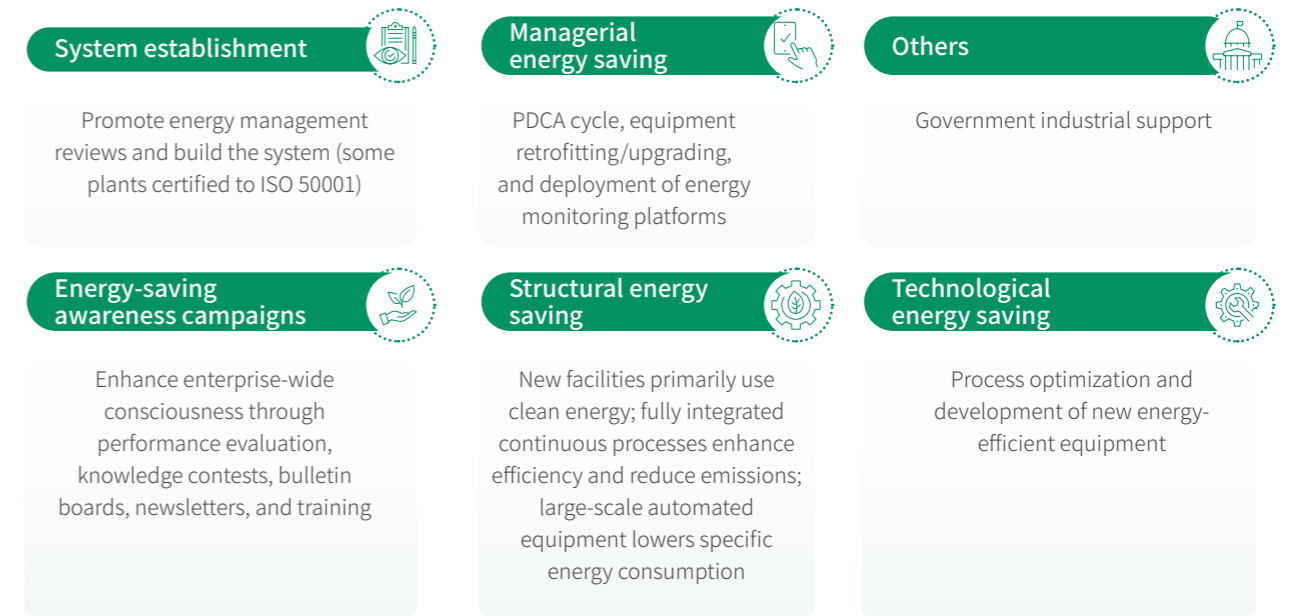 System establishment
Promote energy management
reviews and build the system (some
plants certified to ISO 50001)
Managerial
energy saving
PDCA cycle, equipment
retrofitting/upgrading,
and deployment of energy
monitoring platforms
Others
Government industrial support
Energy-saving
awareness campaigns
Enhance enterprise-wide
consciousness through
performance evaluation,
knowledge contests, bulletin
boards, newsletters, and training
Structural energy
saving
New facilities primarily use
clean energy; fully integrated
continuous processes enhance
efficiency and reduce emissions;
large-scale automated
equipment lowers specific
energy consumption
Technological
energy saving
Process optimization and
development of new energy-
efficient equipment